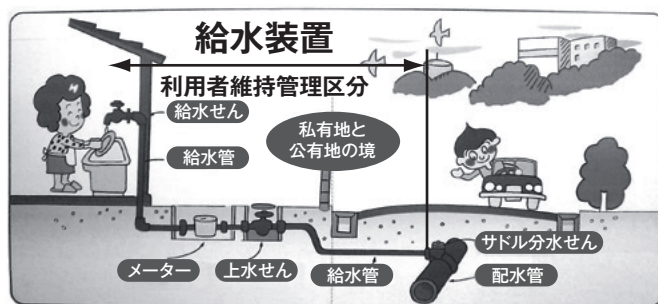 給水装置
利用者維持管理区分
給水せん
給水管
私有地と
公有地の境
メーター
上水せん
給水管
サドル分水せん
配水管